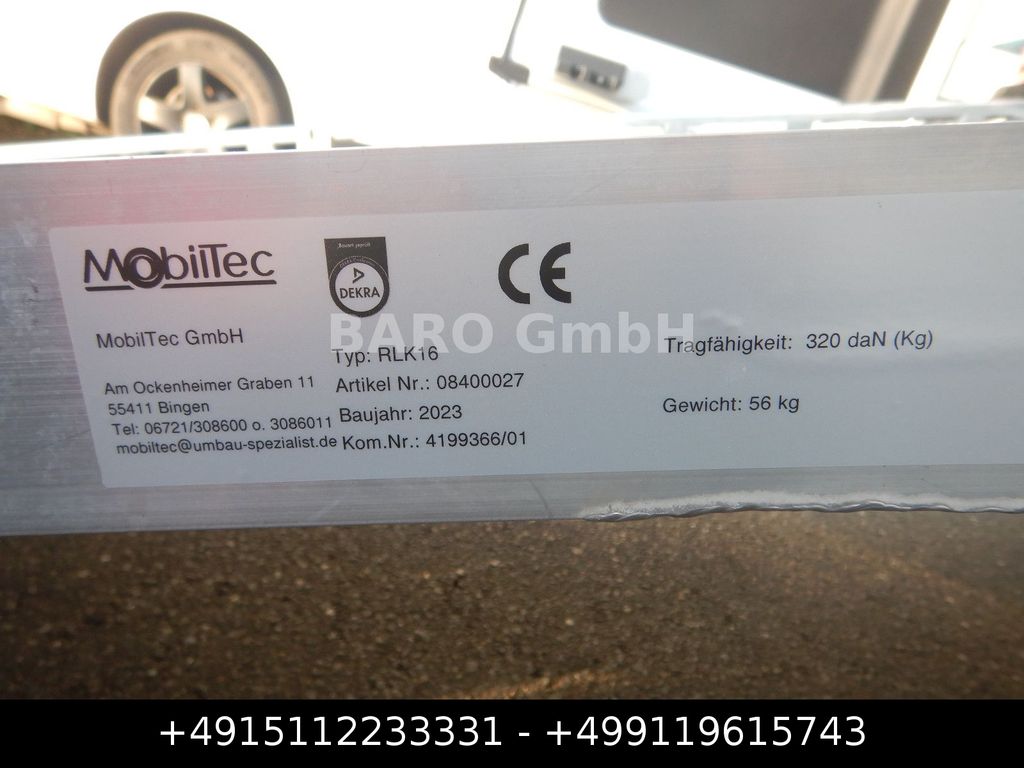 MobilTec
Bauart geprüft
DEKRA
CE
BARO GmbH
MobilTec GmbH
Am Ockenheimer Graben 11
55411 Bingen
Tel: 06721/308600 o. 3086011
mobiltec@umbau-spezialist.de
Typ: RLK16
Artikel Nr.: 08400027
Baujahr: 2023
Kom.Nr.: 4199366/01
Tragfähigkeit: 320 daN (Kg)
Gewicht: 56 kg
+4915112233331 - +499119615743